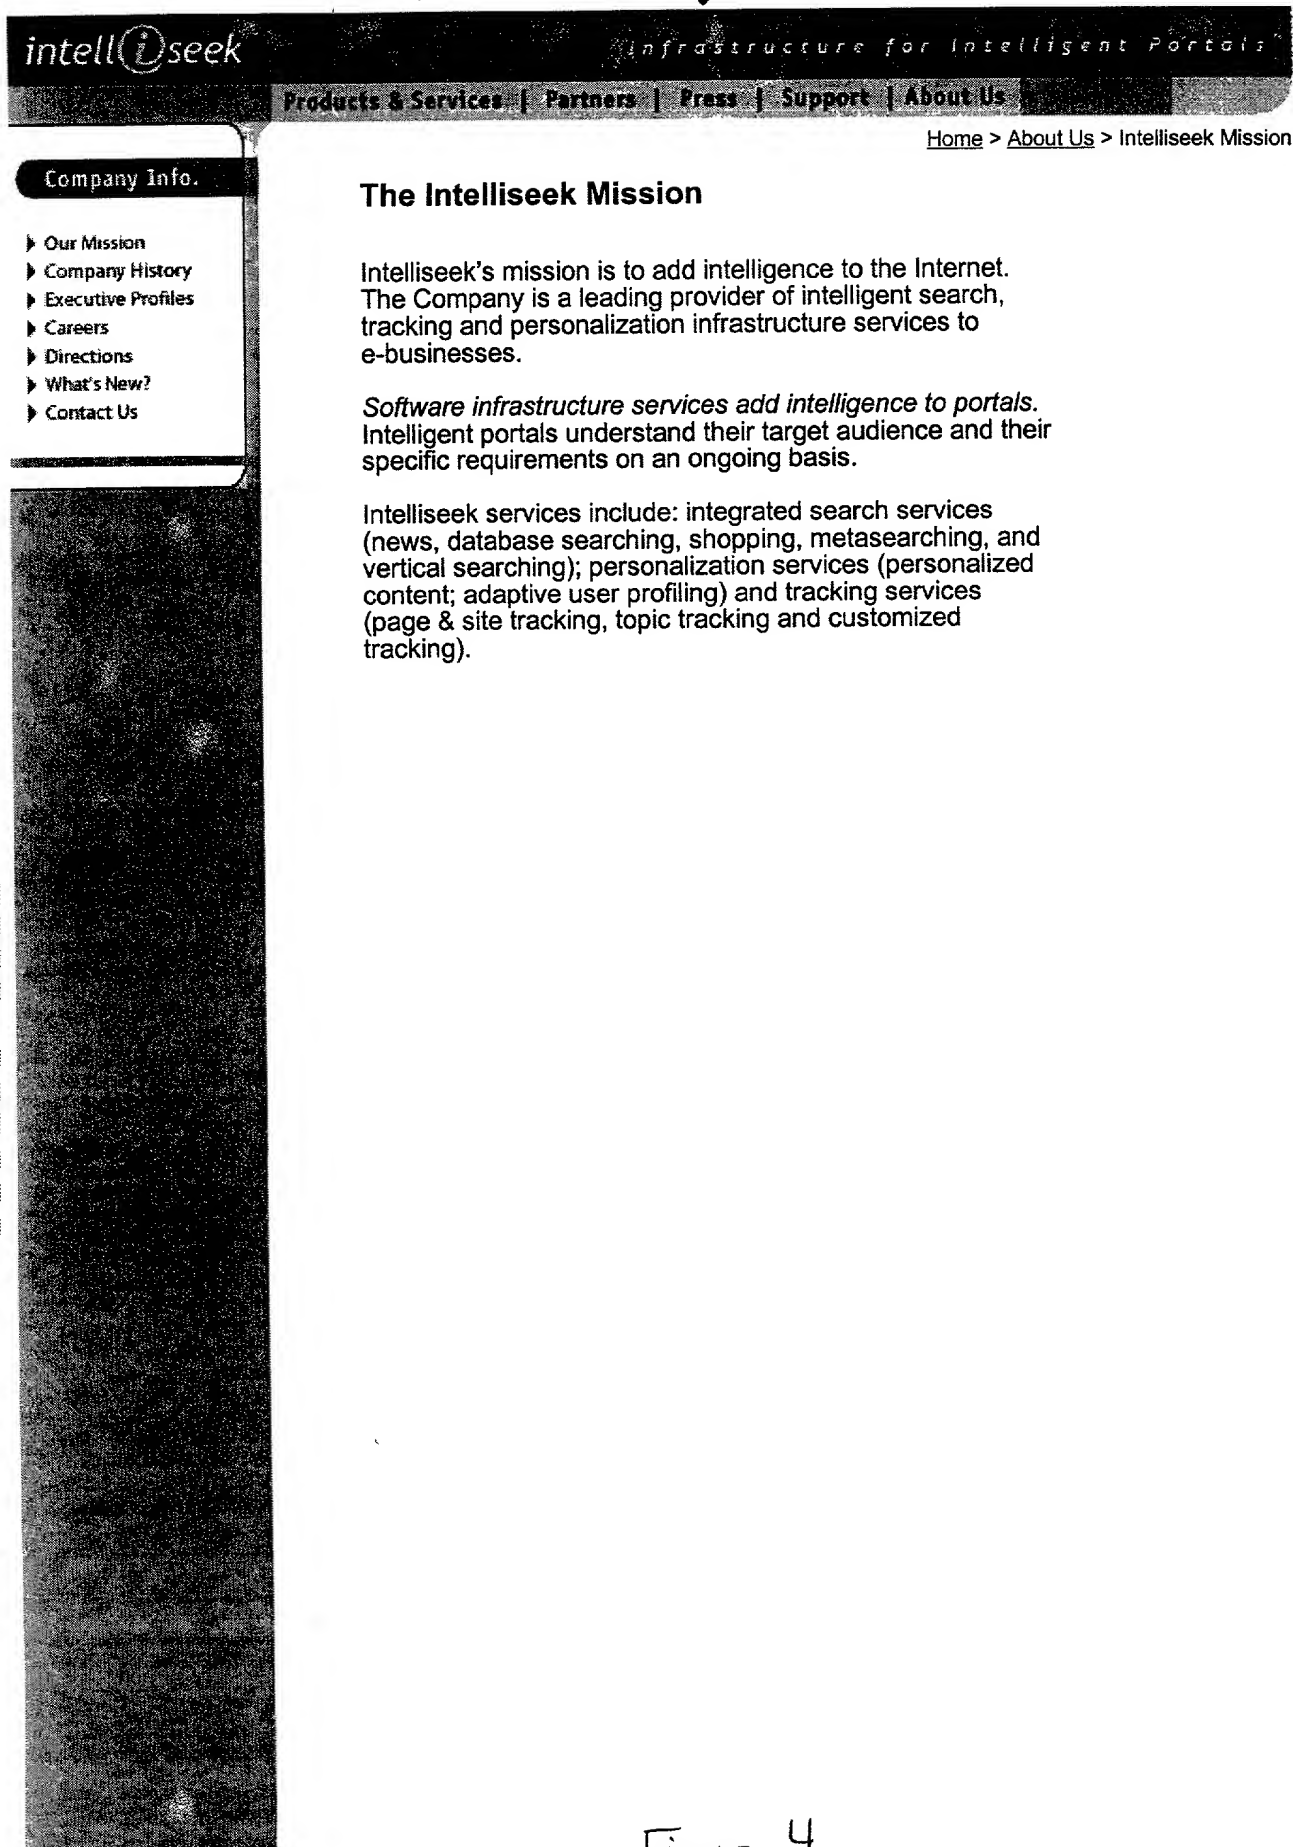 intelliseek
Infrastructure for Intelligent Portals
Products & Services | Partners | Press | Support | About Us
Home > About Us > Intelliseek Mission
Company Info.
Our Mission
Company History
Executive Profiles
Careers
Directions
What's New?
Contact Us
The Intelliseek Mission
Intelliseek's mission is to add intelligence to the Internet.
The Company is a leading provider of intelligent search,
tracking and personalization infrastructure services to
e-businesses.
Software infrastructure services add intelligence to portals.
Intelligent portals understand their target audience and their
specific requirements on an ongoing basis.
Intelliseek services include: integrated search services
(news, database searching, shopping, metasearching, and
vertical searching); personalization services (personalized
content; adaptive user profiling) and tracking services
(page & site tracking, topic tracking and customized
tracking).
4